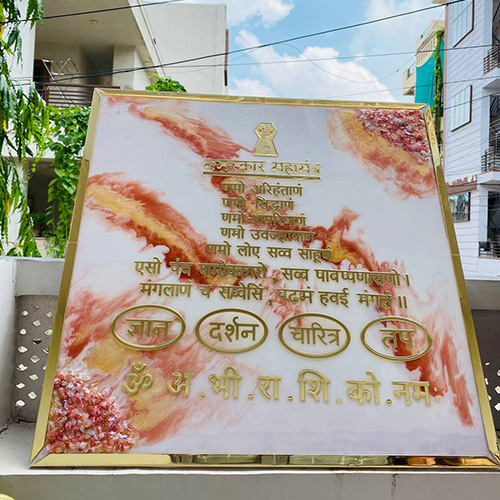 नमस्कार महामंत्र
णमो अरिहंताणं
णमो सिद्धाणं
णमो आयरियाणं
णमो उवज्झायाणं
णमो लोए सव्व साहूणं
एसो पंच णमोक्कारो, सव्व पावप्पणासणो।
मंगलाणं च सव्वेसिं, पढमं हवई मंगलं॥
ज्ञान दर्शन चारित्र तप
ॐ अ.भी.रा.शि.को.नमः